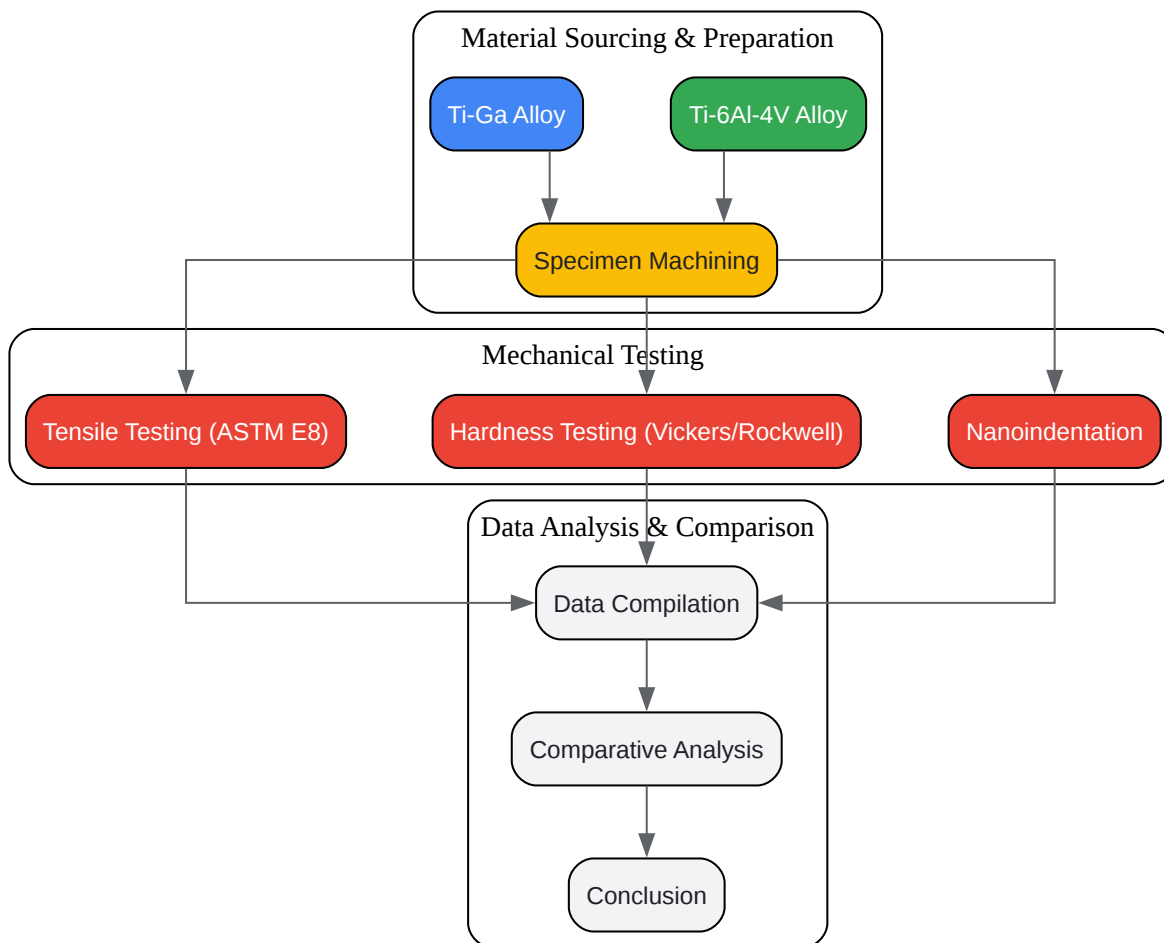 Material Sourcing & Preparation
Ti-Ga Alloy
Ti-6Al-4V Alloy
Specimen Machining
Mechanical Testing
Tensile Testing (ASTM E8)
Hardness Testing (Vickers/Rockwell)
Nanoindentation
Data Analysis & Comparison
Data Compilation
Comparative Analysis
Conclusion